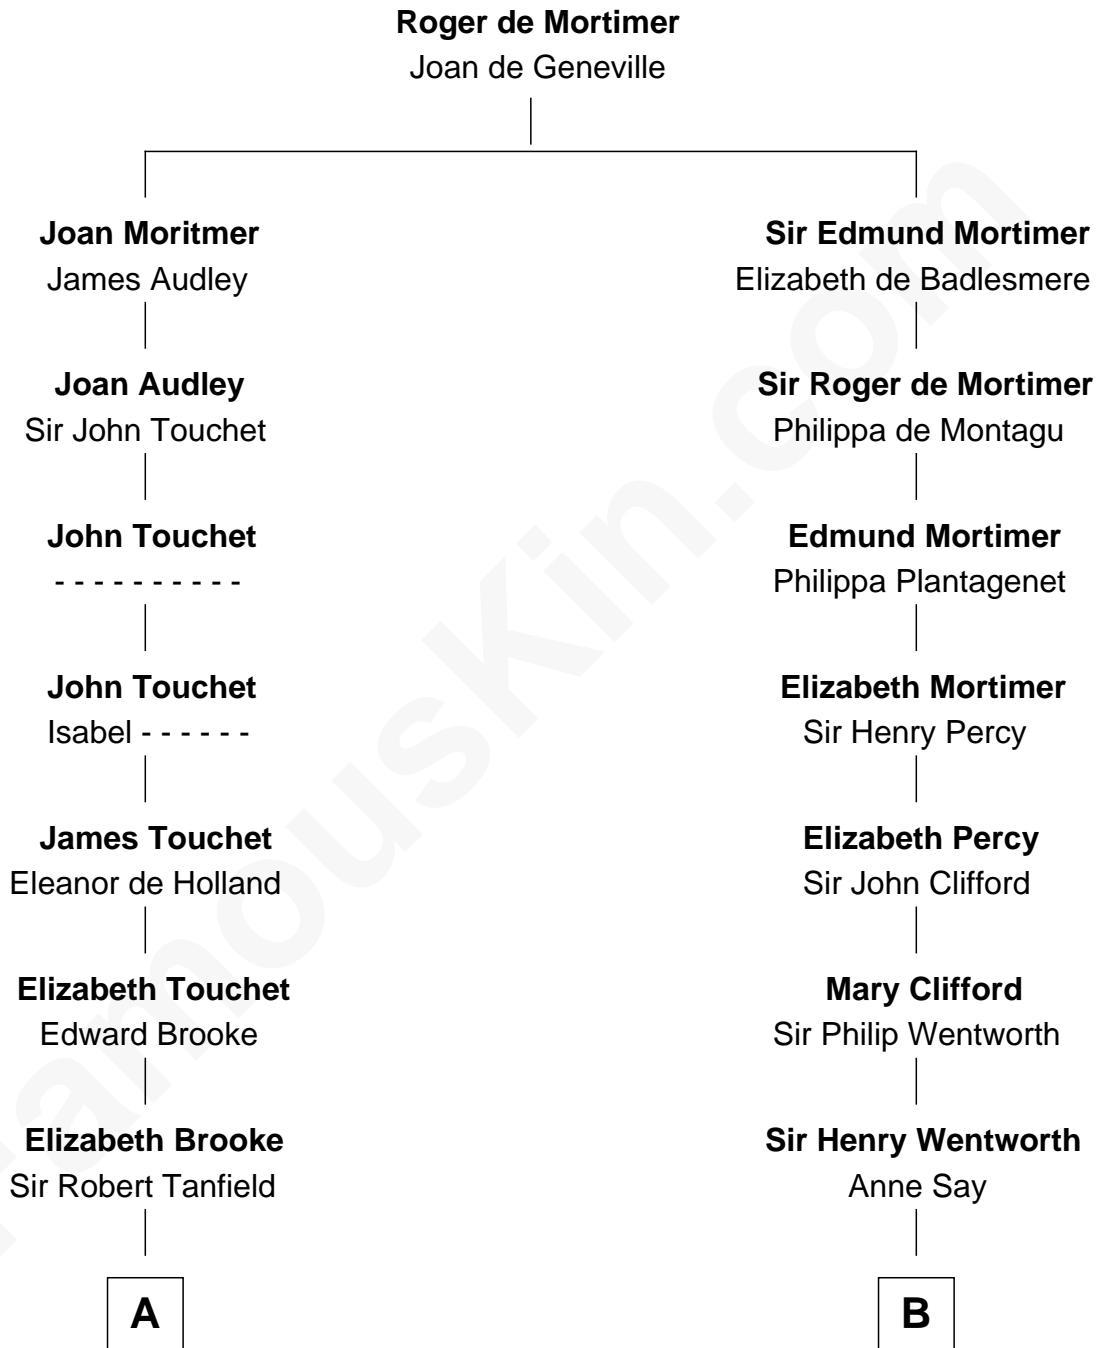 Roger de Mortimer
Joan de Geneville
Joan Moritmer
James Audley
Sir Edmund Mortimer
Elizabeth de Badlesmere
Joan Audley
Sir John Touchet
Sir Roger de Mortimer
Philippa de Montagu
John Touchet
- - - - - - - - - -
Edmund Mortimer
Philippa Plantagenet
John Touchet
Isabel - - - - - -
Elizabeth Mortimer
Sir Henry Percy
James Touchet
Eleanor de Holland
Elizabeth Percy
Sir John Clifford
Elizabeth Touchet
Edward Brooke
Mary Clifford
Sir Philip Wentworth
Elizabeth Brooke
Sir Robert Tanfield
Sir Henry Wentworth
Anne Say
A
B
FamousKin.com